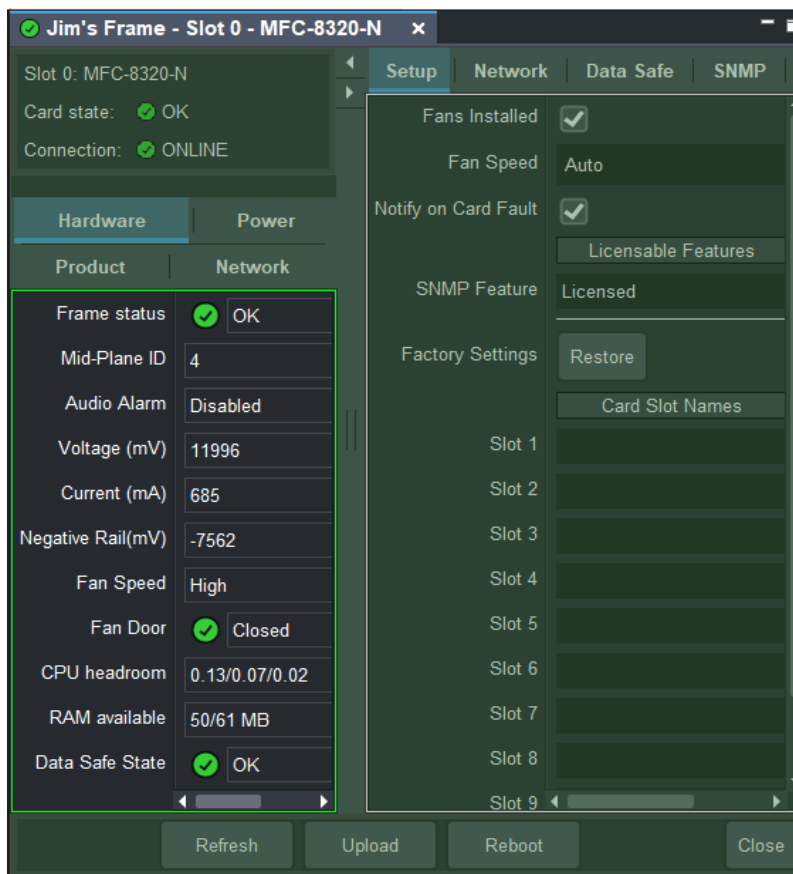 Jim's Frame - Slot 0 - MFC-8320-N
Slot 0: MFC-8320-N
Card state: OK
Connection: ONLINE
Hardware Power
Product Network
Frame status OK
Mid-Plane ID 4
Audio Alarm Disabled
Voltage (mV) 11996
Current (mA) 685
Negative Rail(mV) -7562
Fan Speed High
Fan Door Closed
CPU headroom 0.13/0.07/0.02
RAM available 50/61 MB
Data Safe State OK
Setup Network Data Safe SNMP
Fans Installed
Fan Speed Auto
Notify on Card Fault
Licensable Features
SNMP Feature Licensed
Factory Settings Restore
Card Slot Names
Slot 1
Slot 2
Slot 3
Slot 4
Slot 5
Slot 6
Slot 7
Slot 8
Slot 9
Refresh Upload Reboot Close